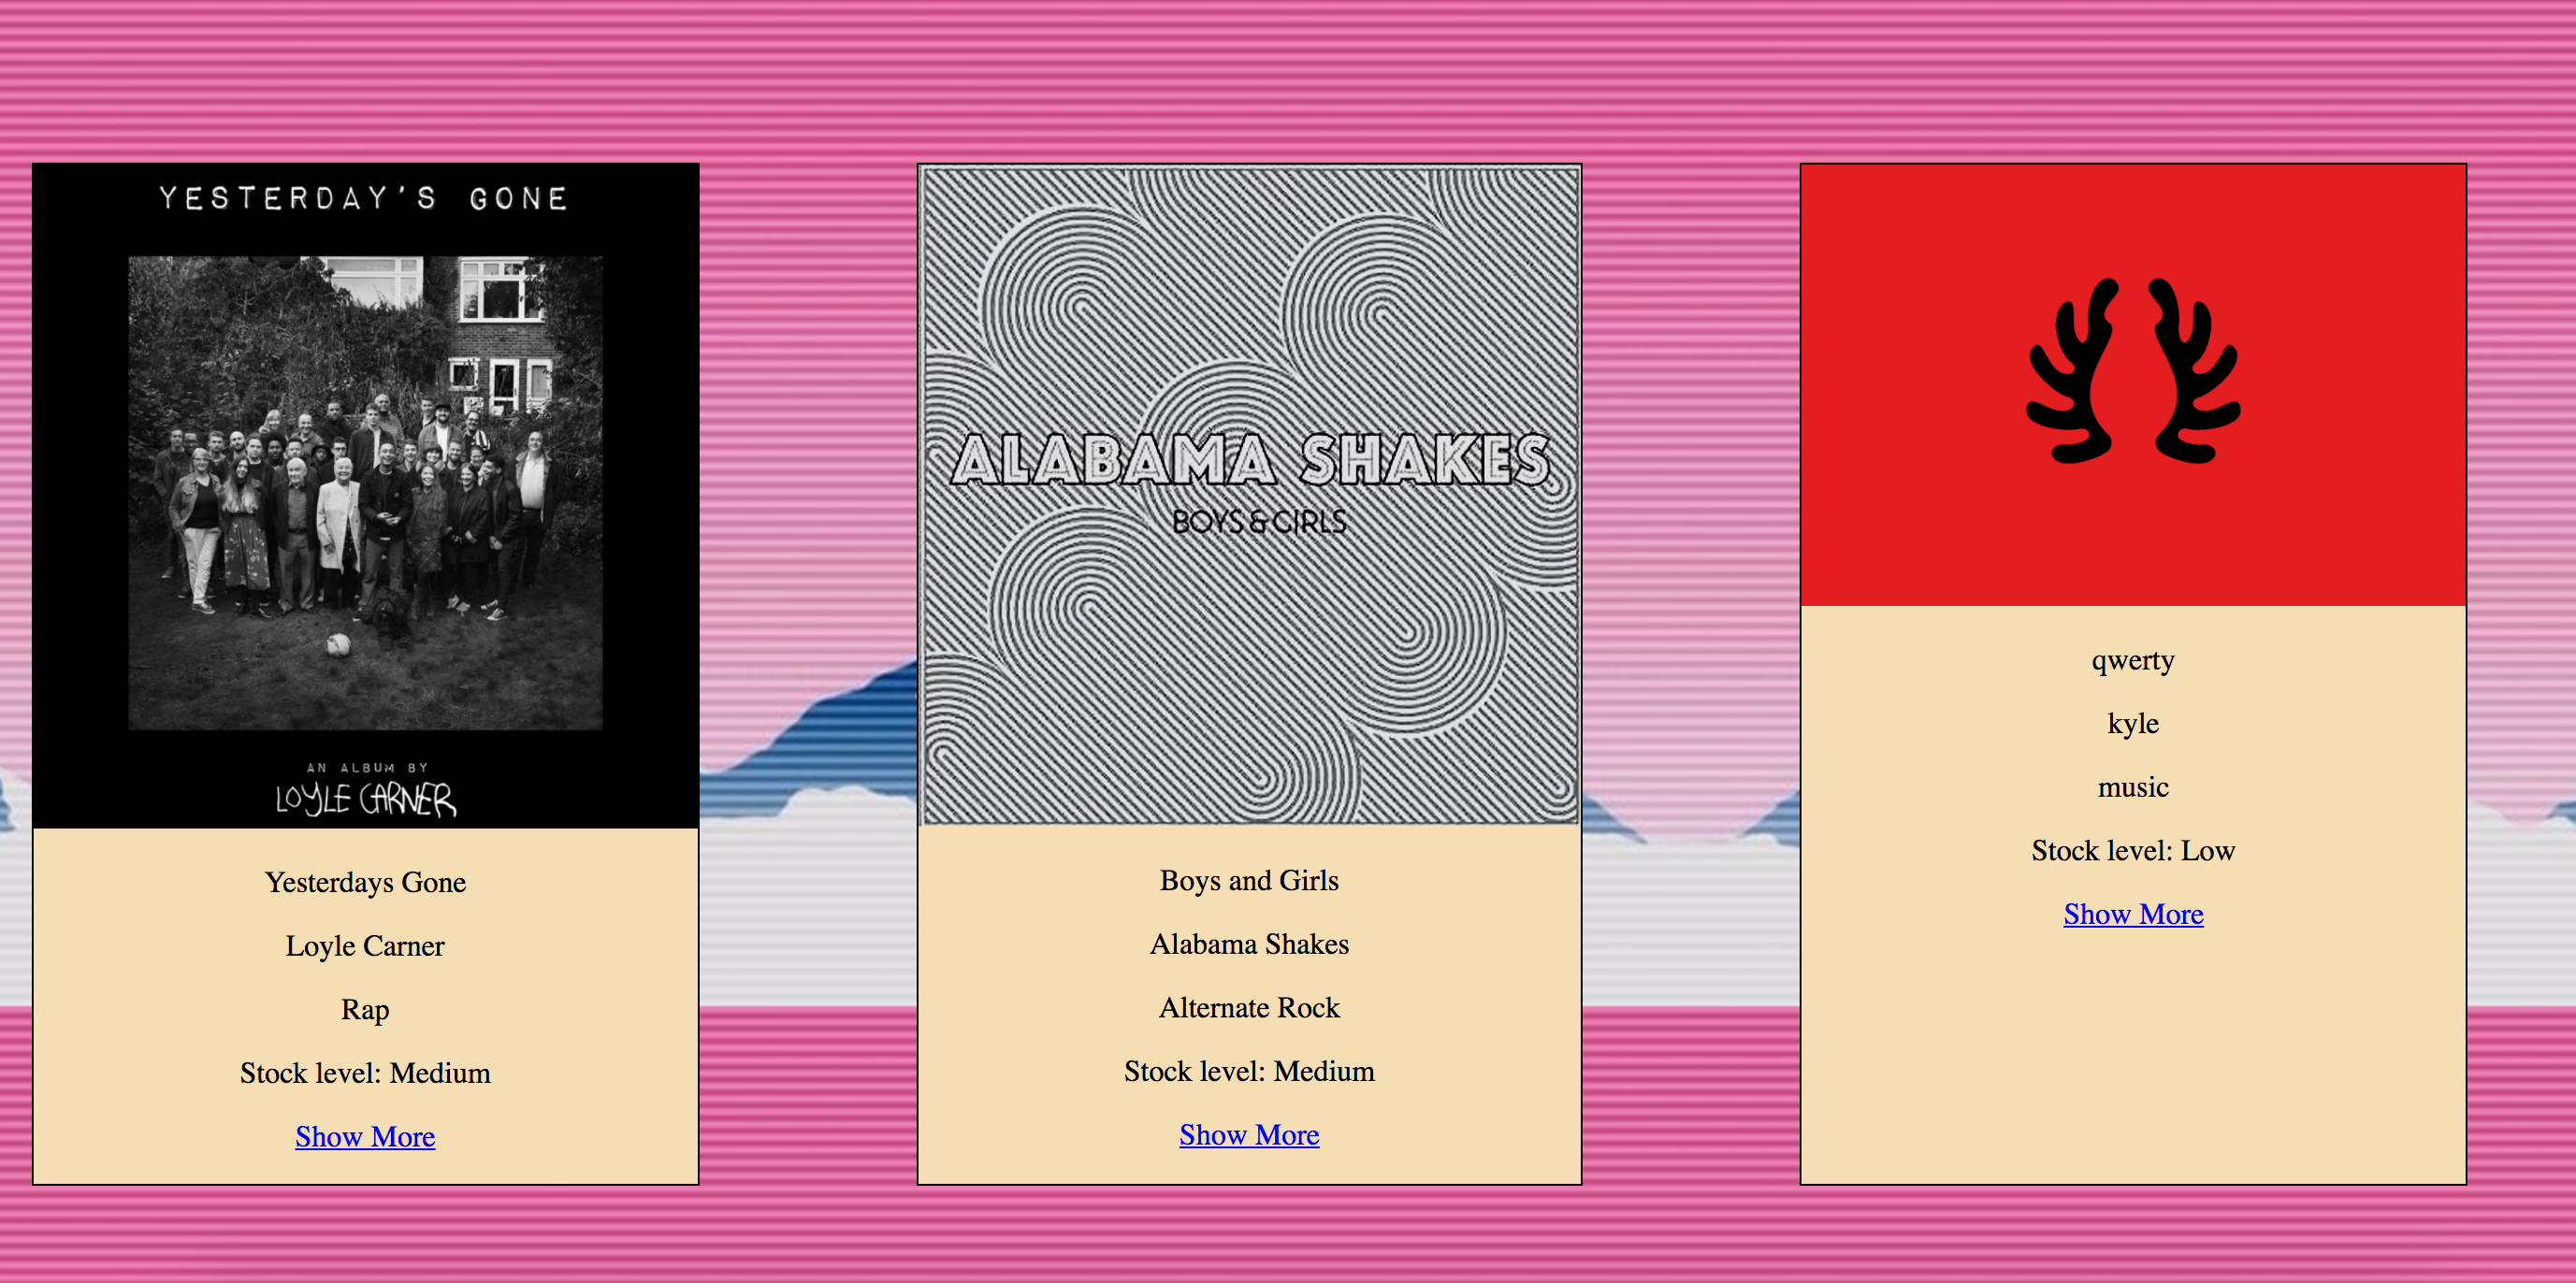 YESTERDAY'S GONE
AN ALBUM BY
LOYLE CARNER
Yesterdays Gone
Loyle Carner
Rap
Stock level: Medium
Show More
ALABAMA SHAKES
BOYS & GIRLS
Boys and Girls
Alabama Shakes
Alternate Rock
Stock level: Medium
Show More
qwerty
kyle
music
Stock level: Low
Show More